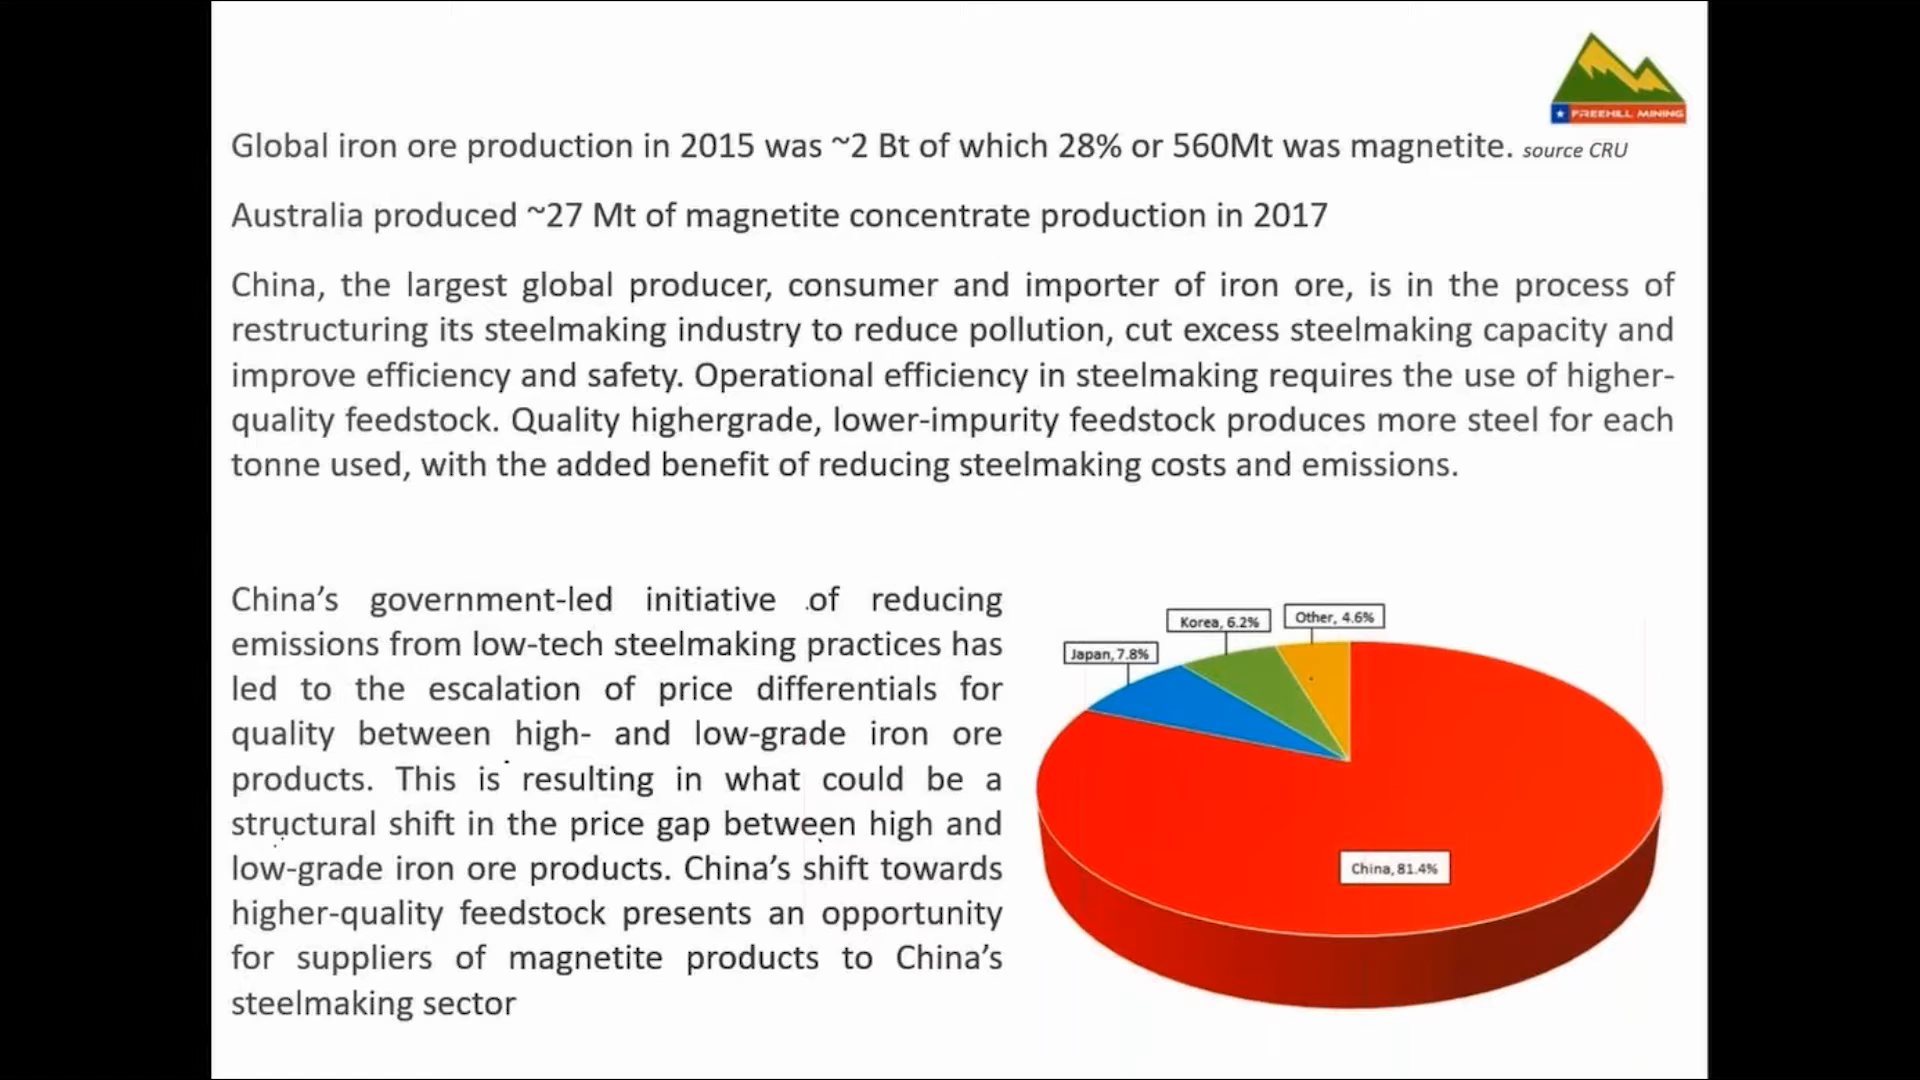 FREEHILL MINING
Global iron ore production in 2015 was ~2 Bt of which 28% or 560Mt was magnetite. source CRU
Australia produced ~27 Mt of magnetite concentrate production in 2017
China, the largest global producer, consumer and importer of iron ore, is in the process of
restructuring its steelmaking industry to reduce pollution, cut excess steelmaking capacity and
improve efficiency and safety. Operational efficiency in steelmaking requires the use of higher-
quality feedstock. Quality highergrade, lower-impurity feedstock produces more steel for each
tonne used, with the added benefit of reducing steelmaking costs and emissions.
China’s government-led initiative of reducing
emissions from low-tech steelmaking practices has
led to the escalation of price differentials for
quality between high- and low-grade iron ore
products. This is resulting in what could be a
structural shift in the price gap between high and
low-grade iron ore products. China’s shift towards
higher-quality feedstock presents an opportunity
for suppliers of magnetite products to China’s
steelmaking sector
Japan, 7.8%
Korea, 6.2%
Other, 4.6%
China, 81.4%